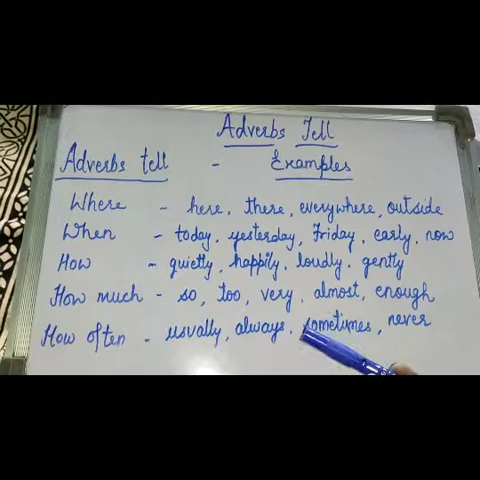 Adverbs Tell
Adverbs tell - Examples
Where - here, there, everywhere, outside
When - today, yesterday, Friday, early, now
How - quietly, happily, loudly, gently
How much - so, too, very, almost, enough
How often - usually, always, sometimes, never